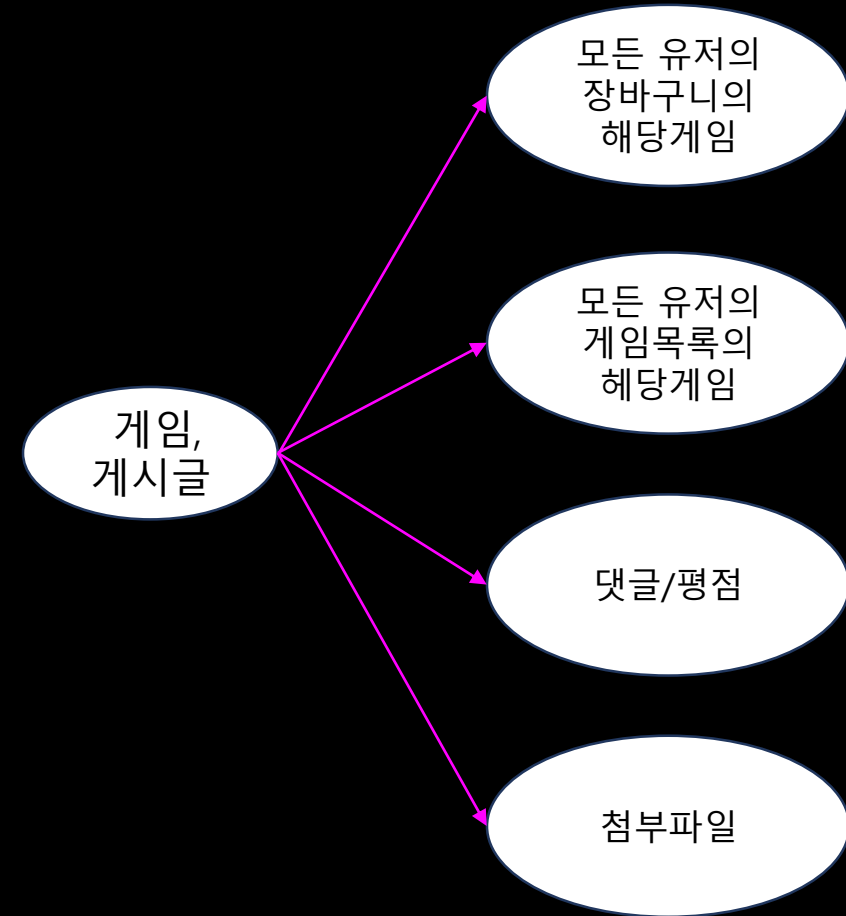 모든 유저의
장바구니의
해당게임
모든 유저의
게임목록의
헤당게임
게임,
게시글
댓글/평점
첨부파일